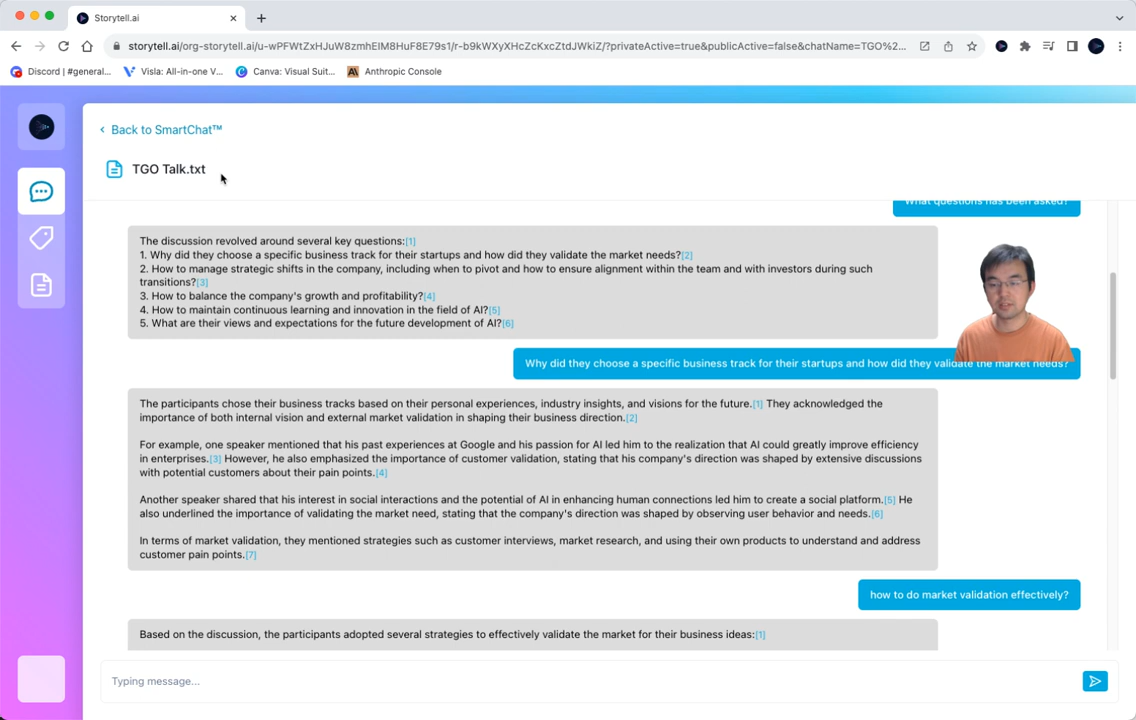 Storytell.ai
storytell.ai/org-storytell.ai/u-wPFWtZxHJuW8zmhElM8HuF8E79s1/r-b9kWXyXHcZcKxcZtdJWkiZ/?privateActive=true&publicActive=false&chatName=TGO%2...
Discord | #general... Visla: All-in-one V... Canva: Visual Suit... Anthropic Console
Back to SmartChat™
TGO Talk.txt
What questions has been asked?
The discussion revolved around several key questions:[1]
1. Why did they choose a specific business track for their startups and how did they validate the market needs?[2]
2. How to manage strategic shifts in the company, including when to pivot and how to ensure alignment within the team and with investors during such
transitions?[3]
3. How to balance the company's growth and profitability?[4]
4. How to maintain continuous learning and innovation in the field of AI?[5]
5. What are their views and expectations for the future development of AI?[6]
Why did they choose a specific business track for their startups and how did they validate the market needs?
The participants chose their business tracks based on their personal experiences, industry insights, and visions for the future.[1] They acknowledged the
importance of both internal vision and external market validation in shaping their business direction.[2]
For example, one speaker mentioned that his past experiences at Google and his passion for AI led him to the realization that AI could greatly improve efficiency
in enterprises.[3] However, he also emphasized the importance of customer validation, stating that his company's direction was shaped by extensive discussions
with potential customers about their pain points.[4]
Another speaker shared that his interest in social interactions and the potential of AI in enhancing human connections led him to create a social platform.[5] He
also underlined the importance of validating the market need, stating that the company's direction was shaped by observing user behavior and needs.[6]
In terms of market validation, they mentioned strategies such as customer interviews, market research, and using their own products to understand and address
customer pain points.[7]
how to do market validation effectively?
Based on the discussion, the participants adopted several strategies to effectively validate the market for their business ideas:[1]
Typing message...